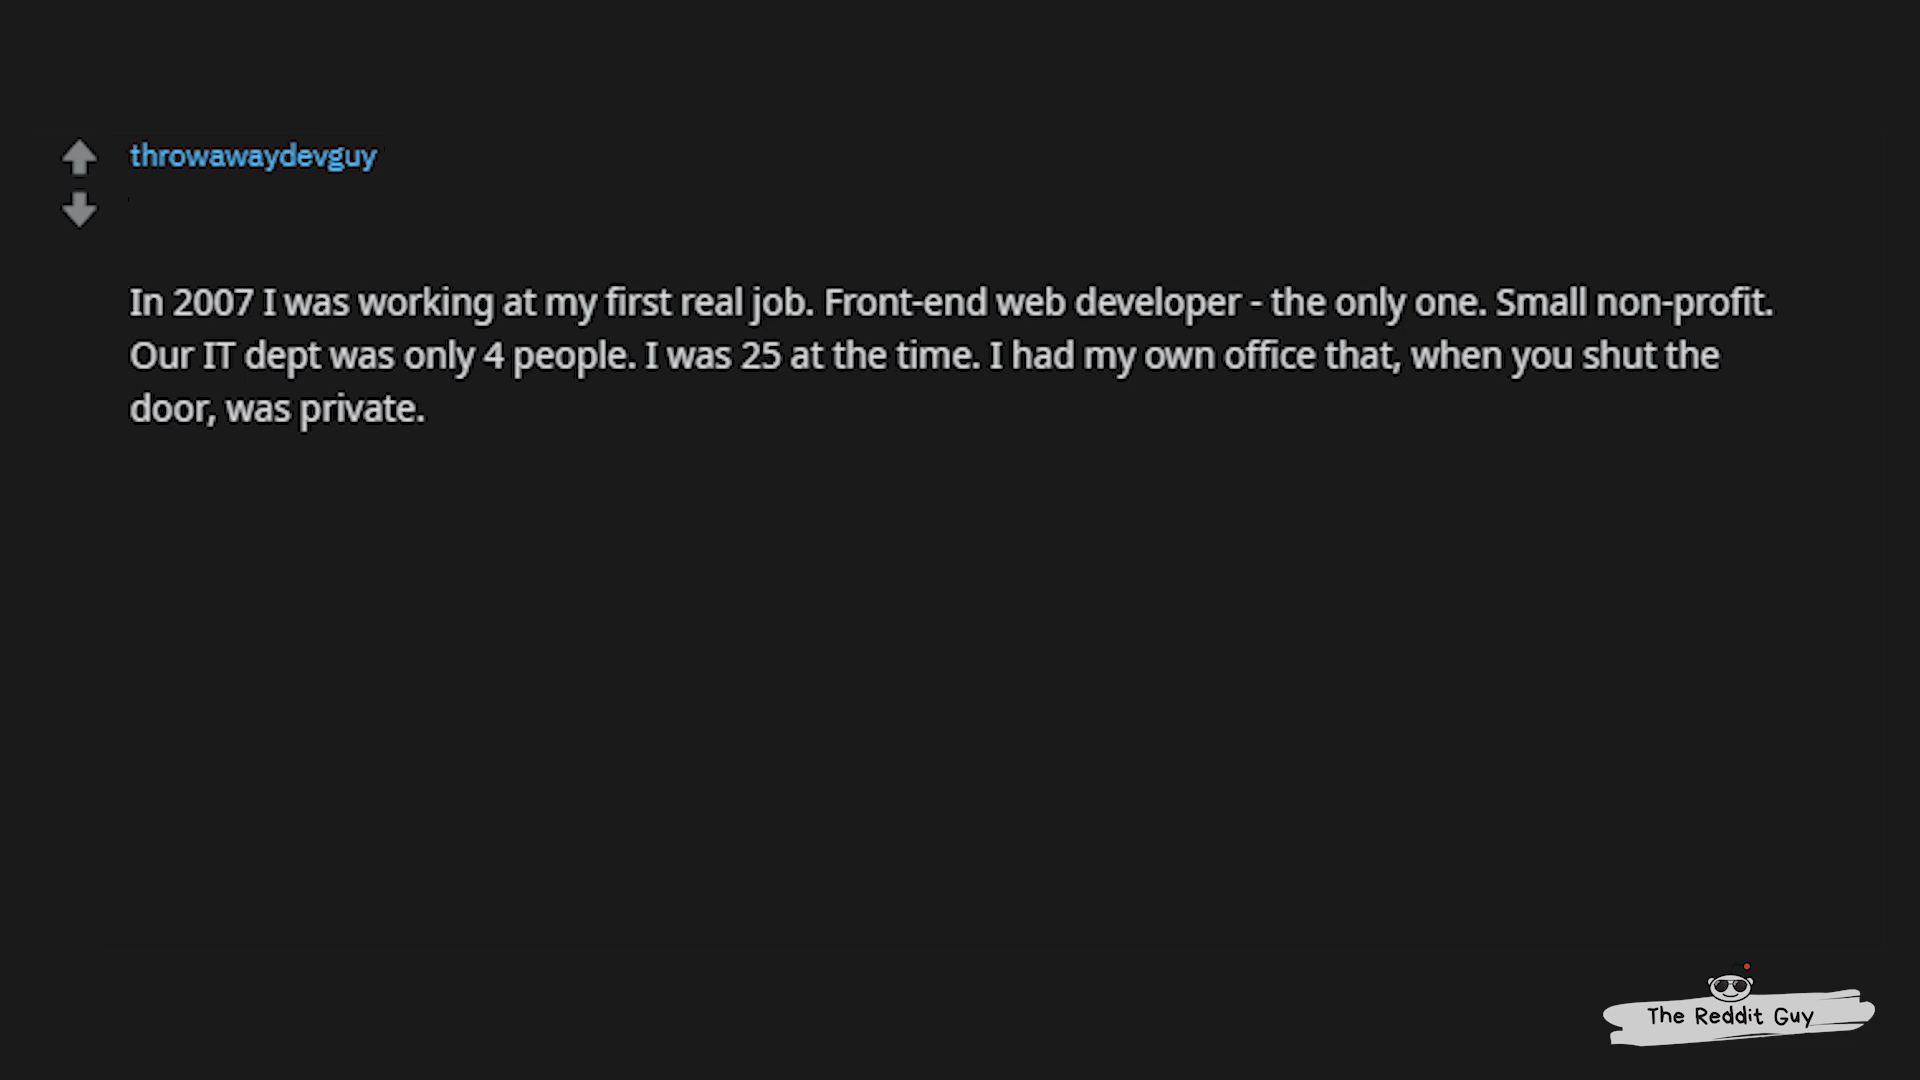 throwawaydevguy
In 2007 I was working at my first real job. Front-end web developer - the only one. Small non-profit.
Our IT dept was only 4 people. I was 25 at the time. I had my own office that, when you shut the
door, was private.
The Reddit Guy